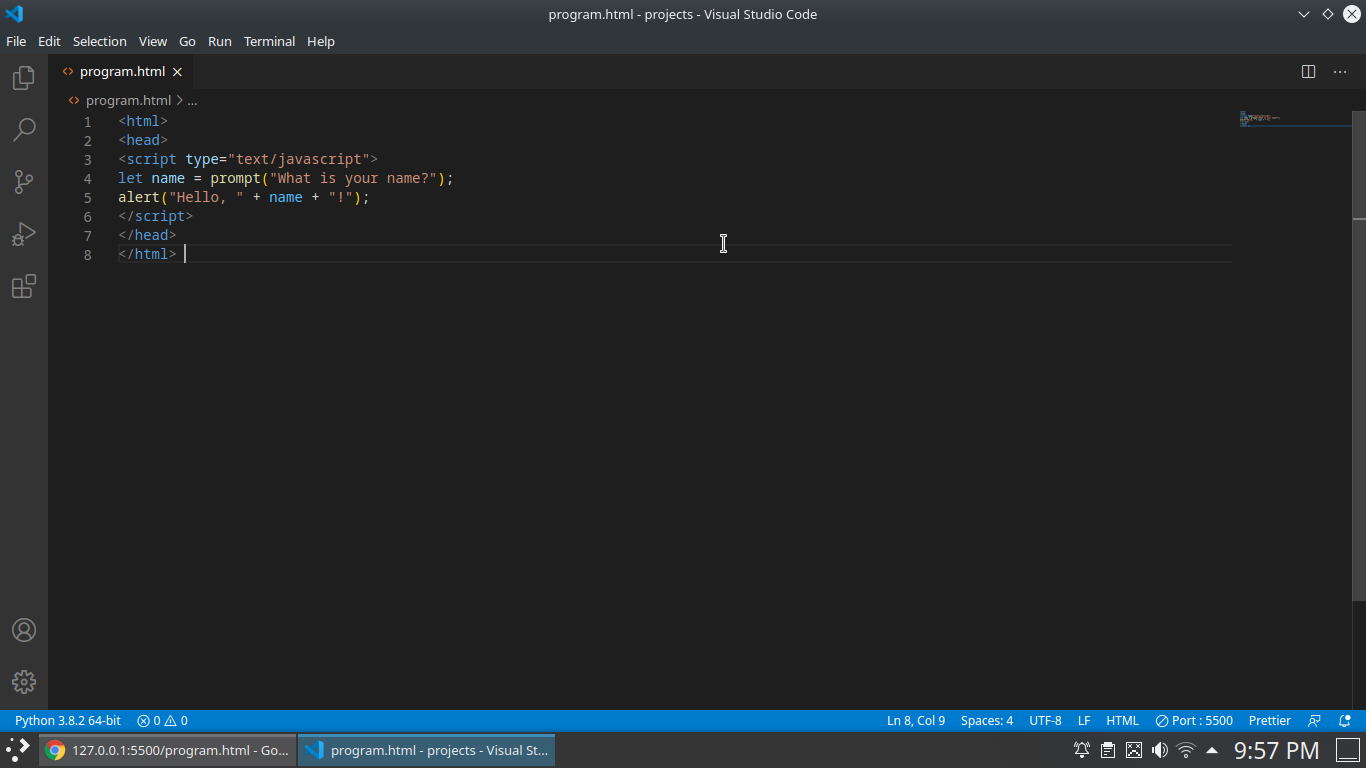 program.html - projects - Visual Studio Code
File Edit Selection View Go Run Terminal Help
program.html
program.html > ...
1 <html>
2 <head>
3 <script type="text/javascript">
4 let name = prompt("What is your name?");
5 alert("Hello, " + name + "!");
6 </script>
7 </head>
8 </html>
Python 3.8.2 64-bit 0 0 Ln 8, Col 9 Spaces: 4 UTF-8 LF HTML Port : 5500 Prettier
127.0.0.1:5500/program.html - Go... program.html - projects - Visual St... 9:57 PM